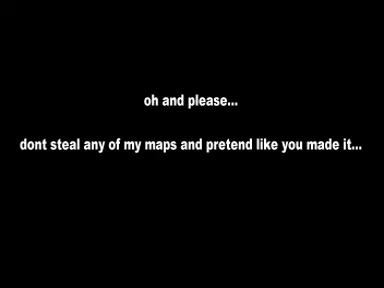 oh and please...
dont steal any of my maps and pretend like you made it...